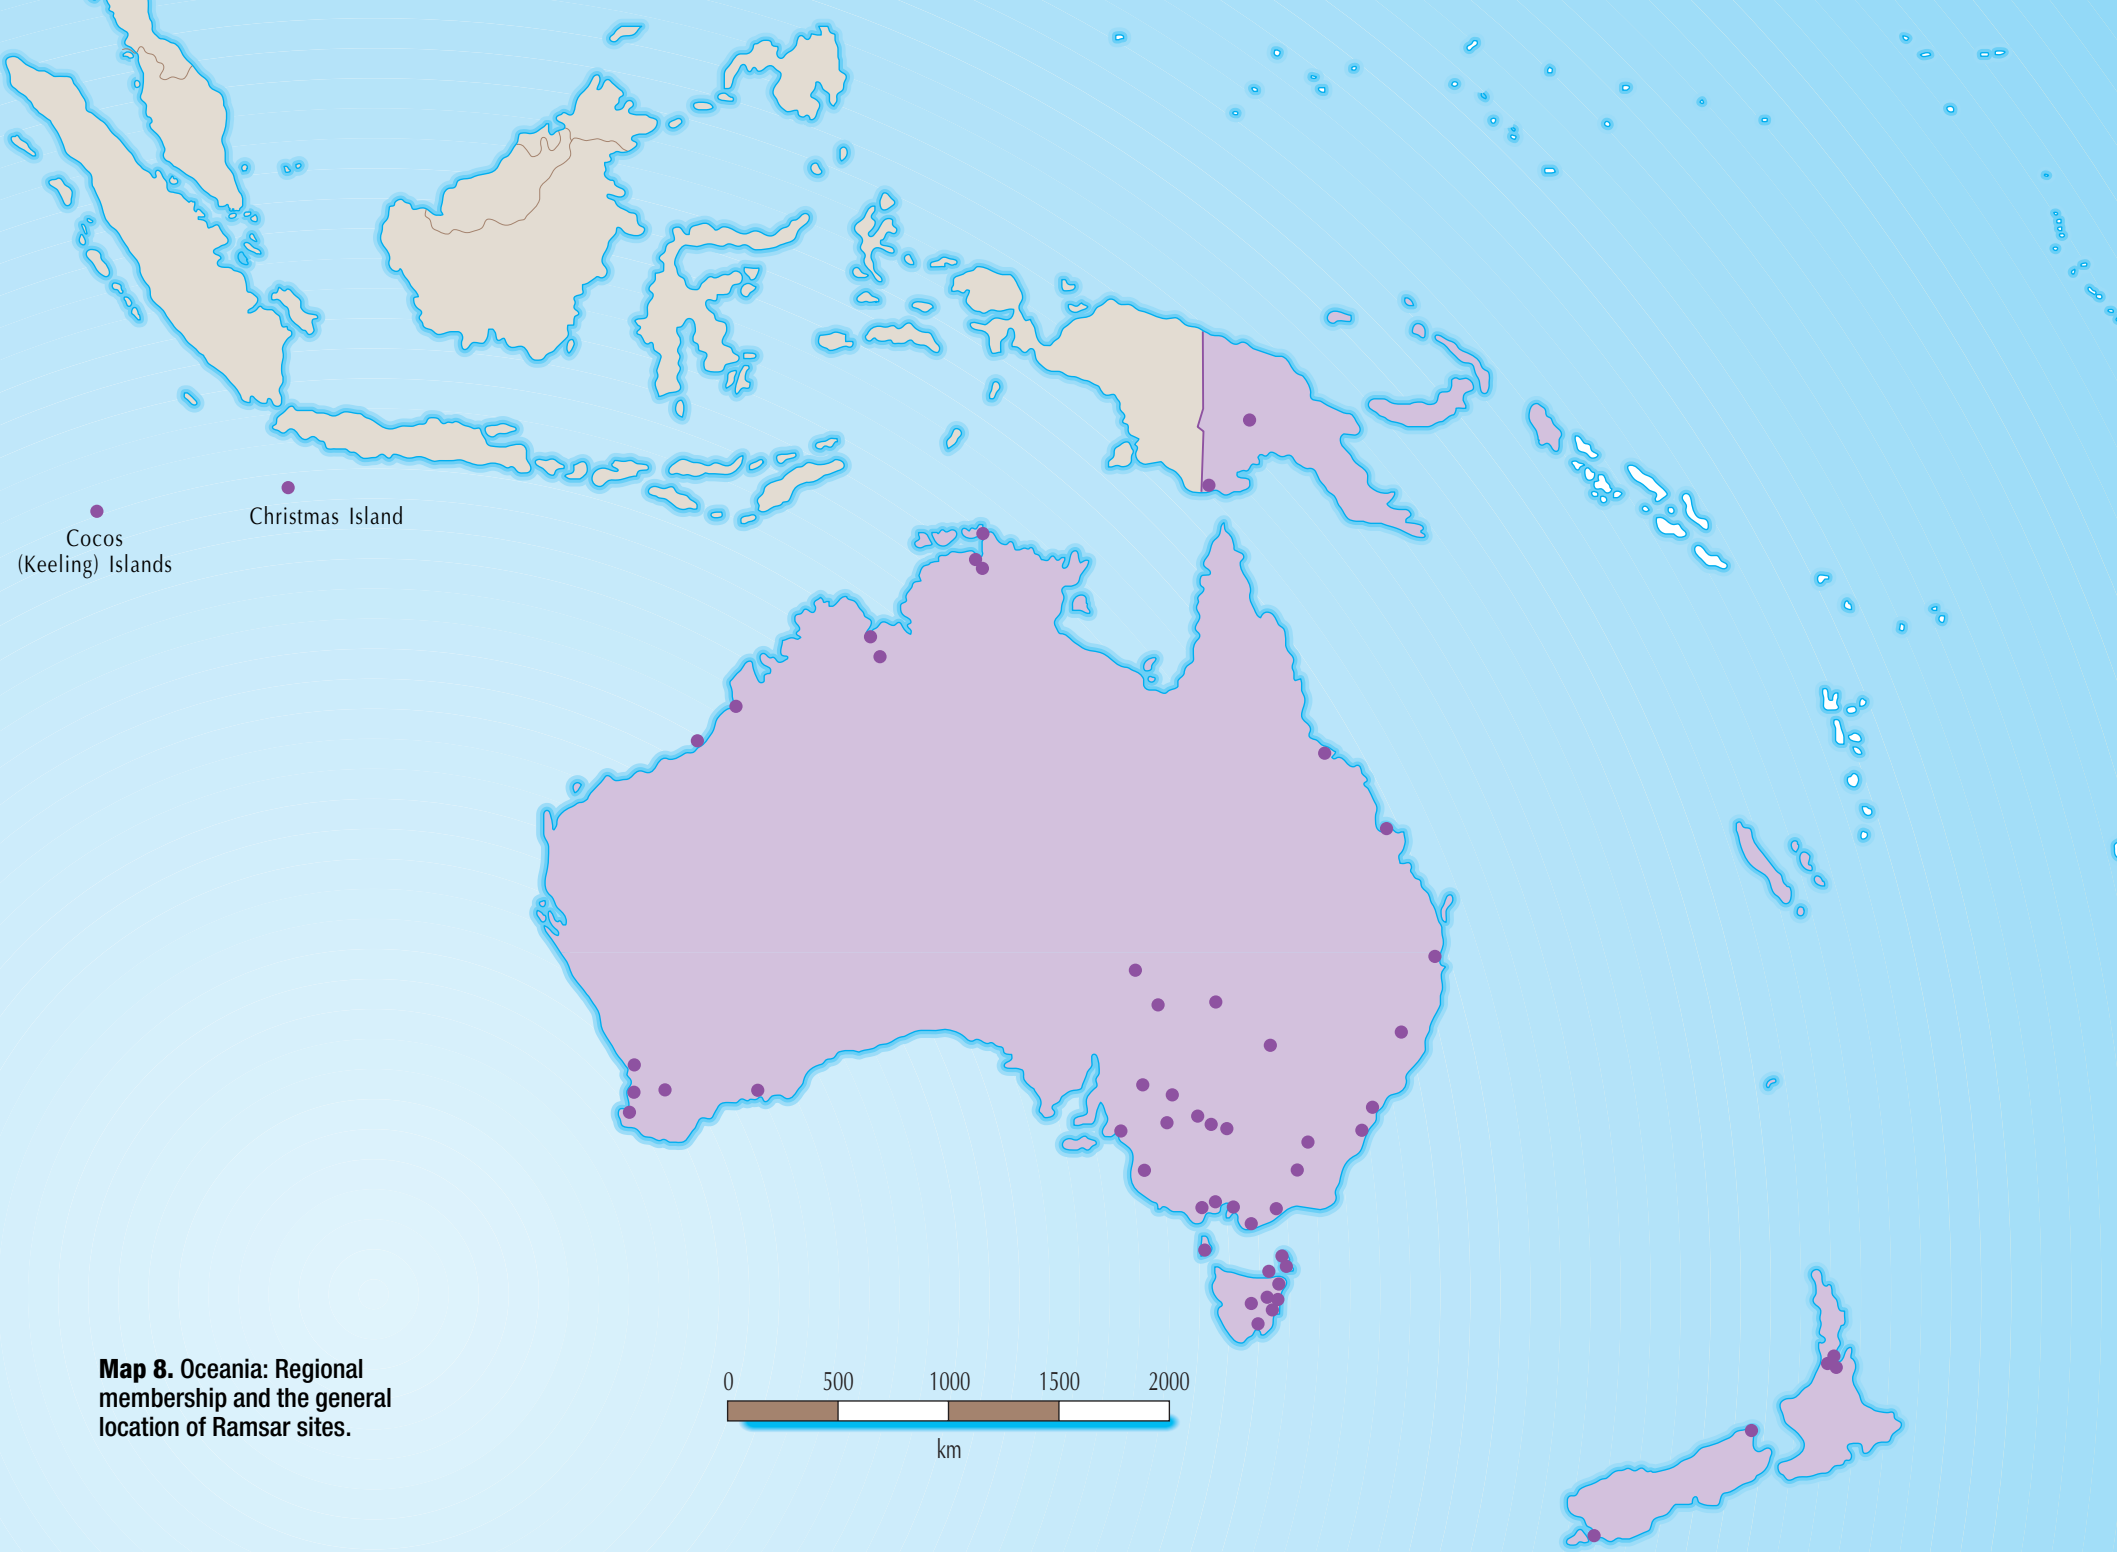 Christmas Island
Cocos
(Keeling) Islands
Map 8. Oceania: Regional
membership and the general
location of Ramsar sites.
0 500 1000 1500 2000
km